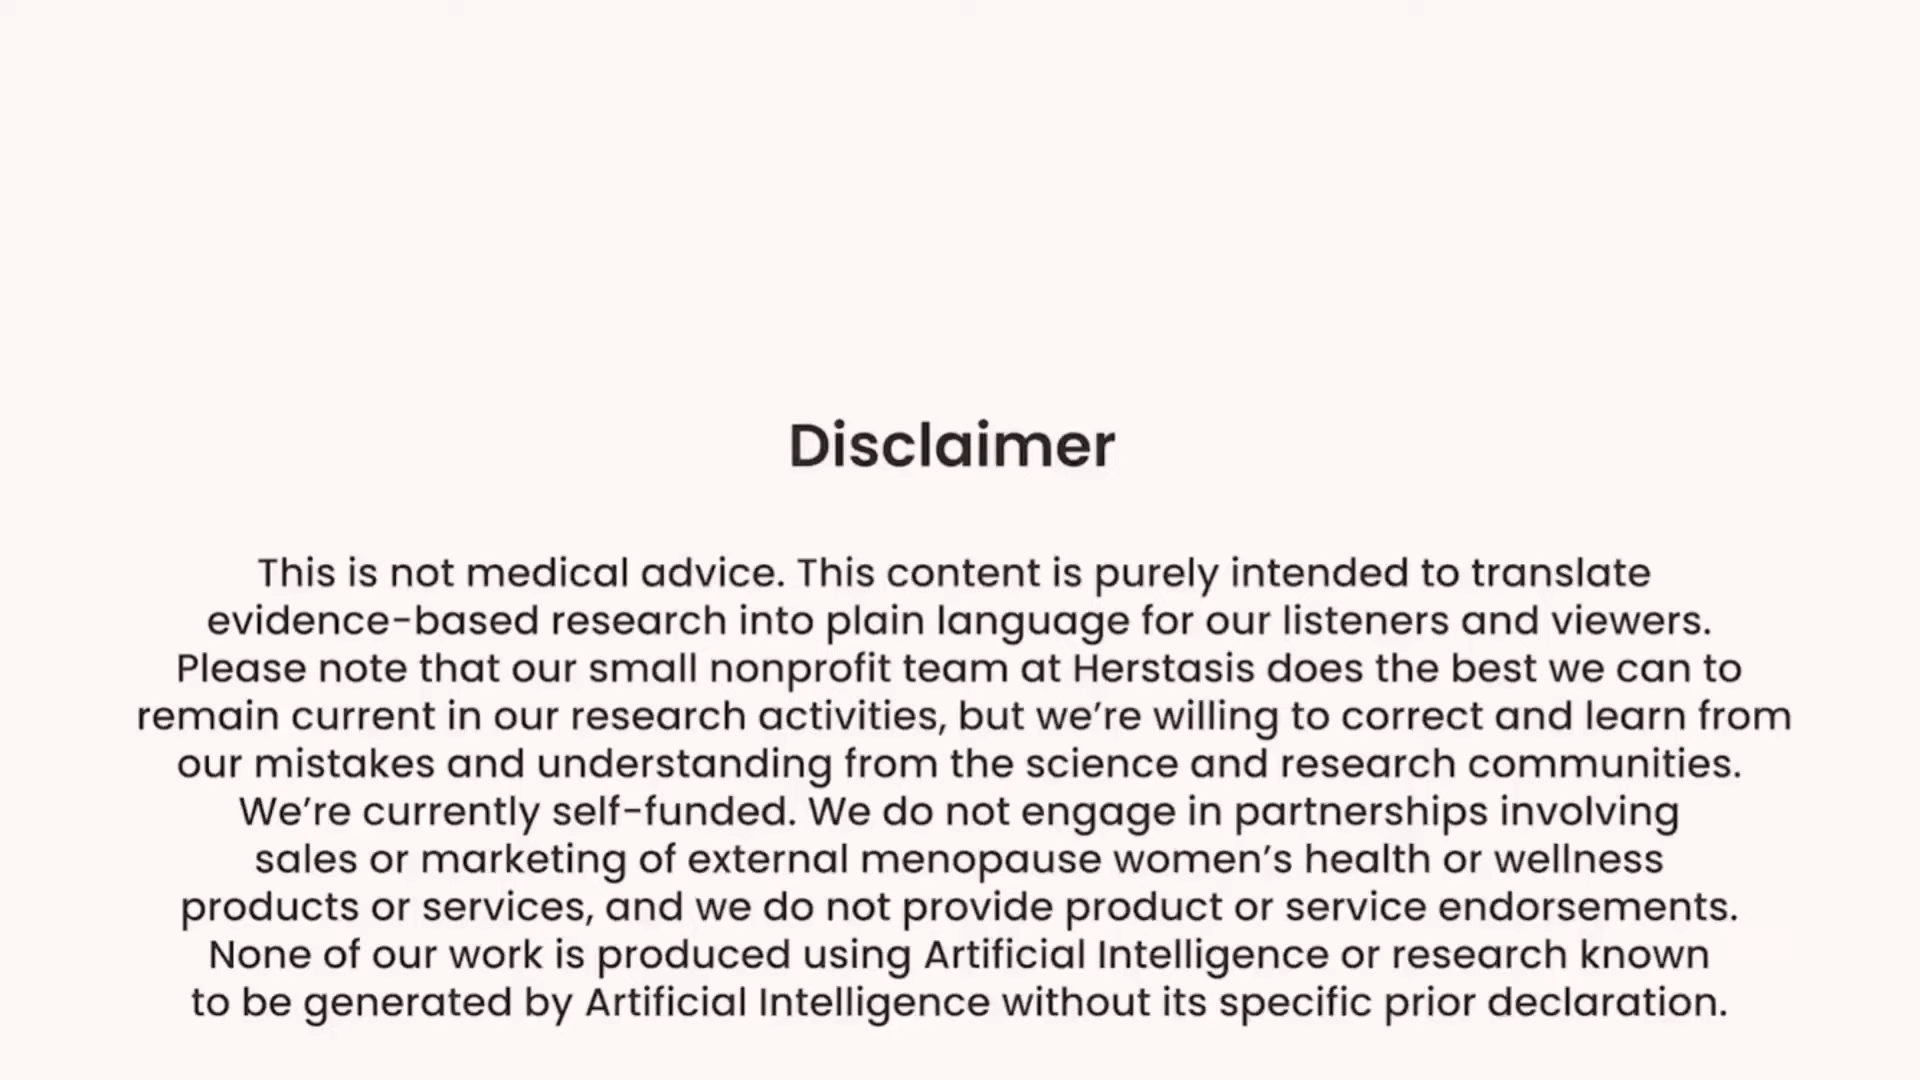 Disclaimer
This is not medical advice. This content is purely intended to translate
evidence-based research into plain language for our listeners and viewers.
Please note that our small nonprofit team at Herstasis does the best we can to
remain current in our research activities, but we’re willing to correct and learn from
our mistakes and understanding from the science and research communities.
We’re currently self-funded. We do not engage in partnerships involving
sales or marketing of external menopause women’s health or wellness
products or services, and we do not provide product or service endorsements.
None of our work is produced using Artificial Intelligence or research known
to be generated by Artificial Intelligence without its specific prior declaration.